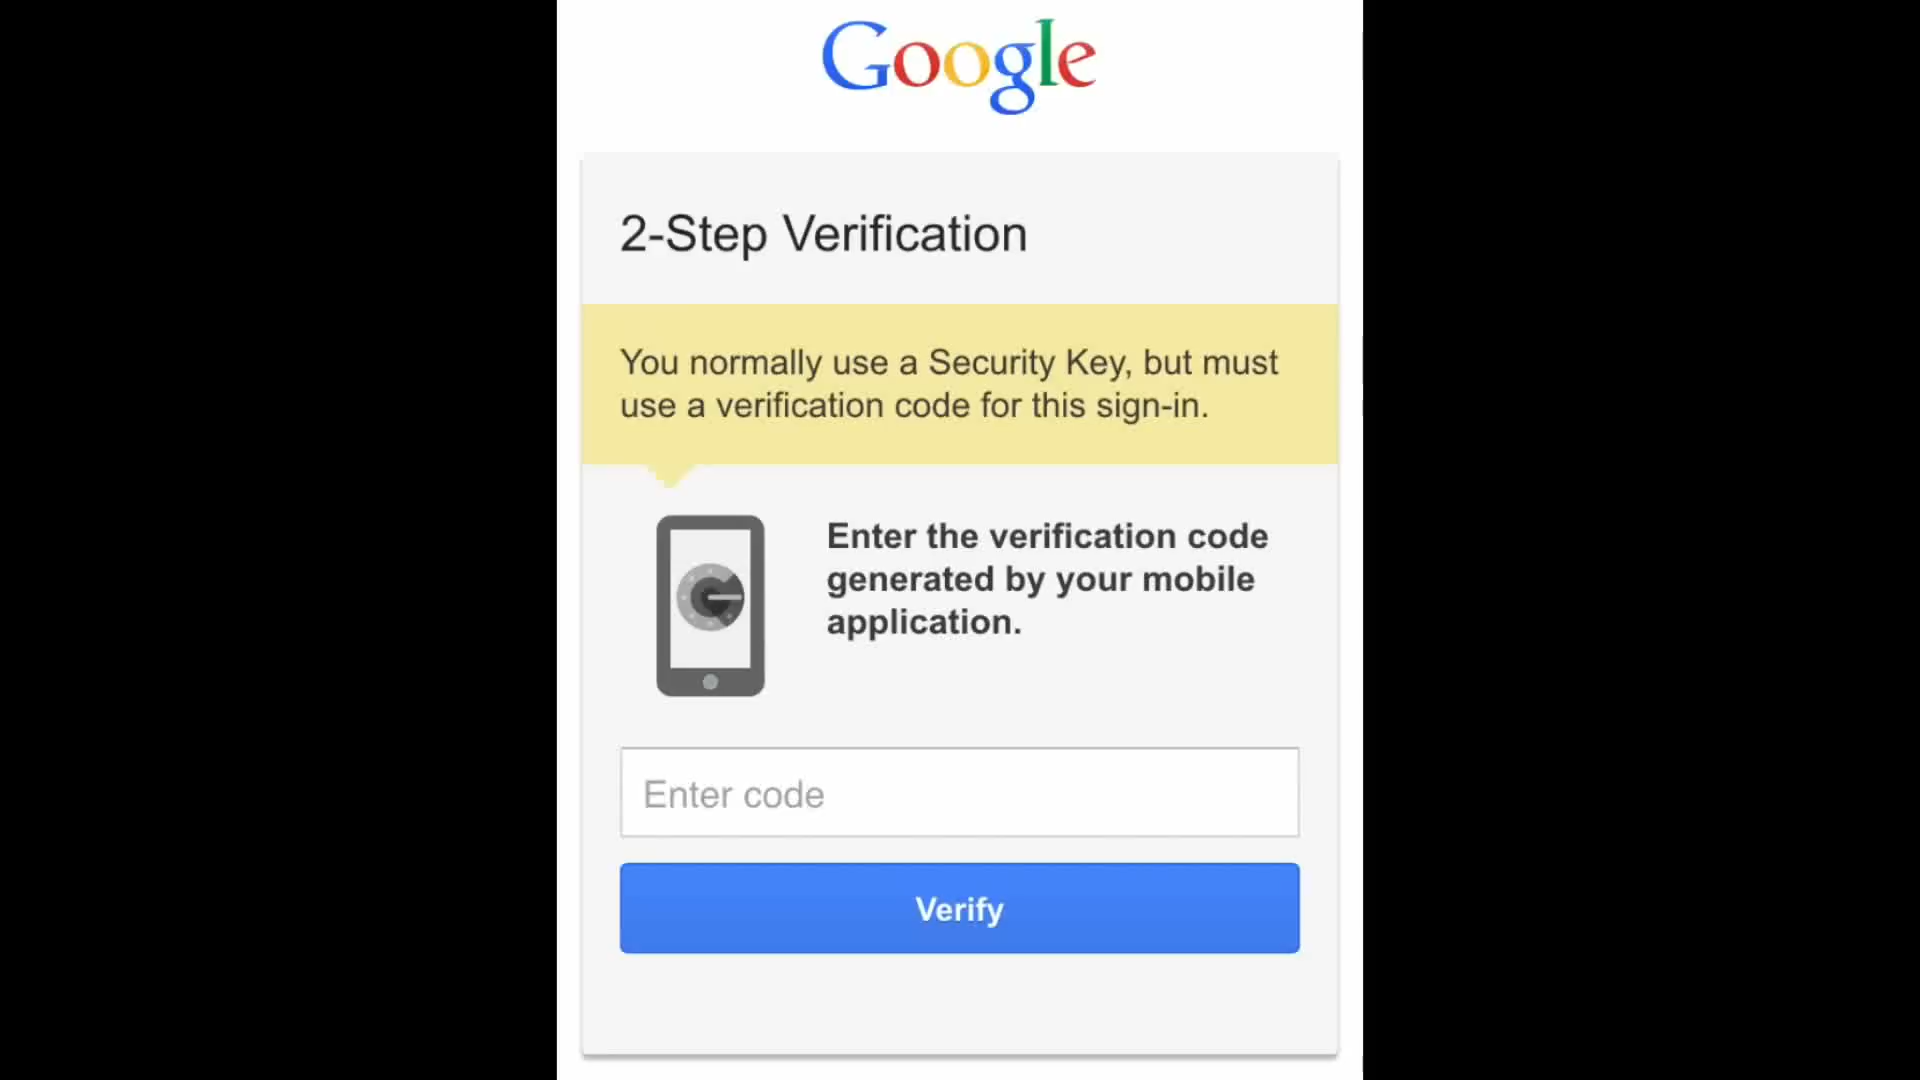 Google
2-Step Verification
You normally use a Security Key, but must
use a verification code for this sign-in.
Enter the verification code
generated by your mobile
application.
Enter code
Verify